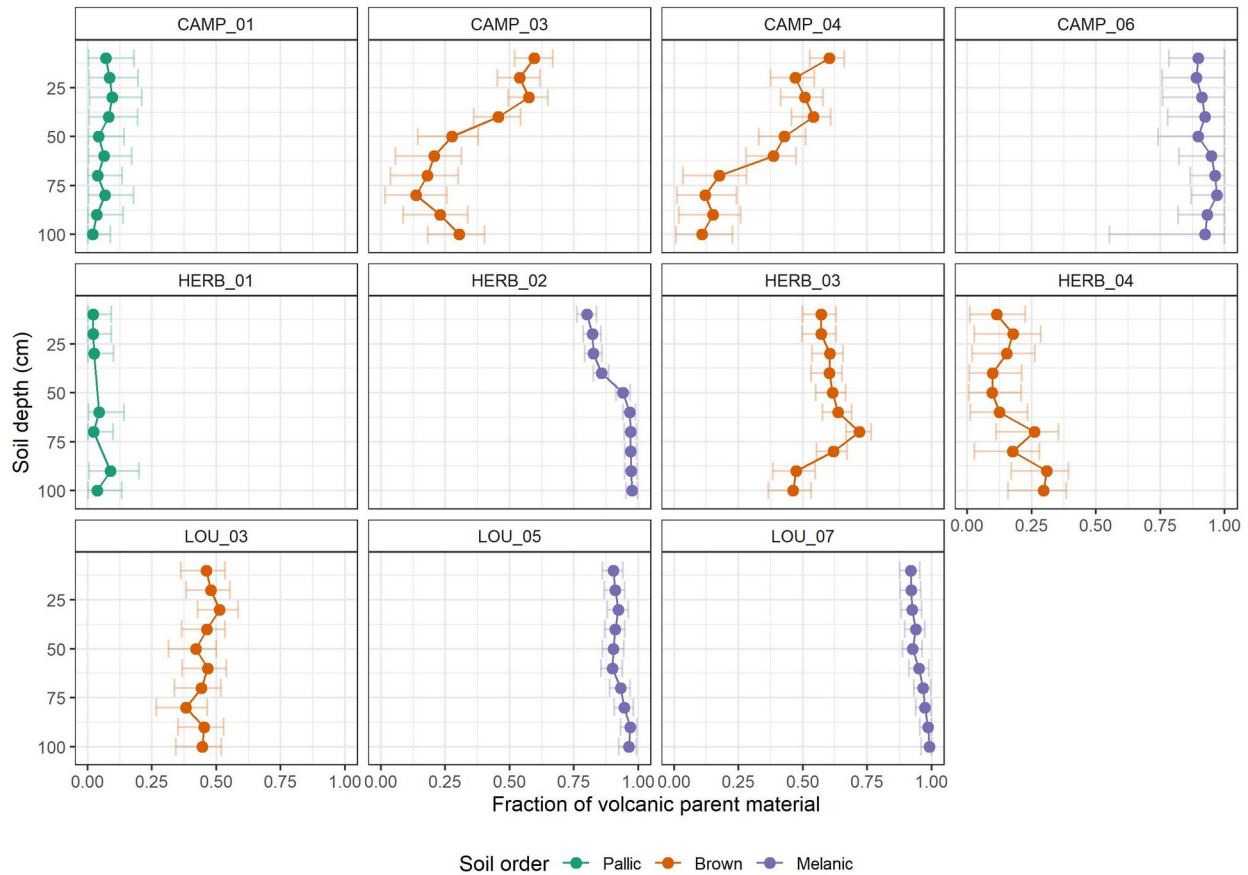 CAMP_01 CAMP_03 CAMP_04 CAMP_06
25
50
75
100
HERB_01 HERB_02 HERB_03 HERB_04
25
50
75
100
0.00 0.25 0.50 0.75 1.00
LOU_03 LOU_05 LOU_07
25
50
75
100
0.00 0.25 0.50 0.75 1.00 0.00 0.25 0.50 0.75 1.00 0.00 0.25 0.50 0.75 1.00
Soil depth (cm)
Fraction of volcanic parent material
Soil order Pallic Brown Melanic